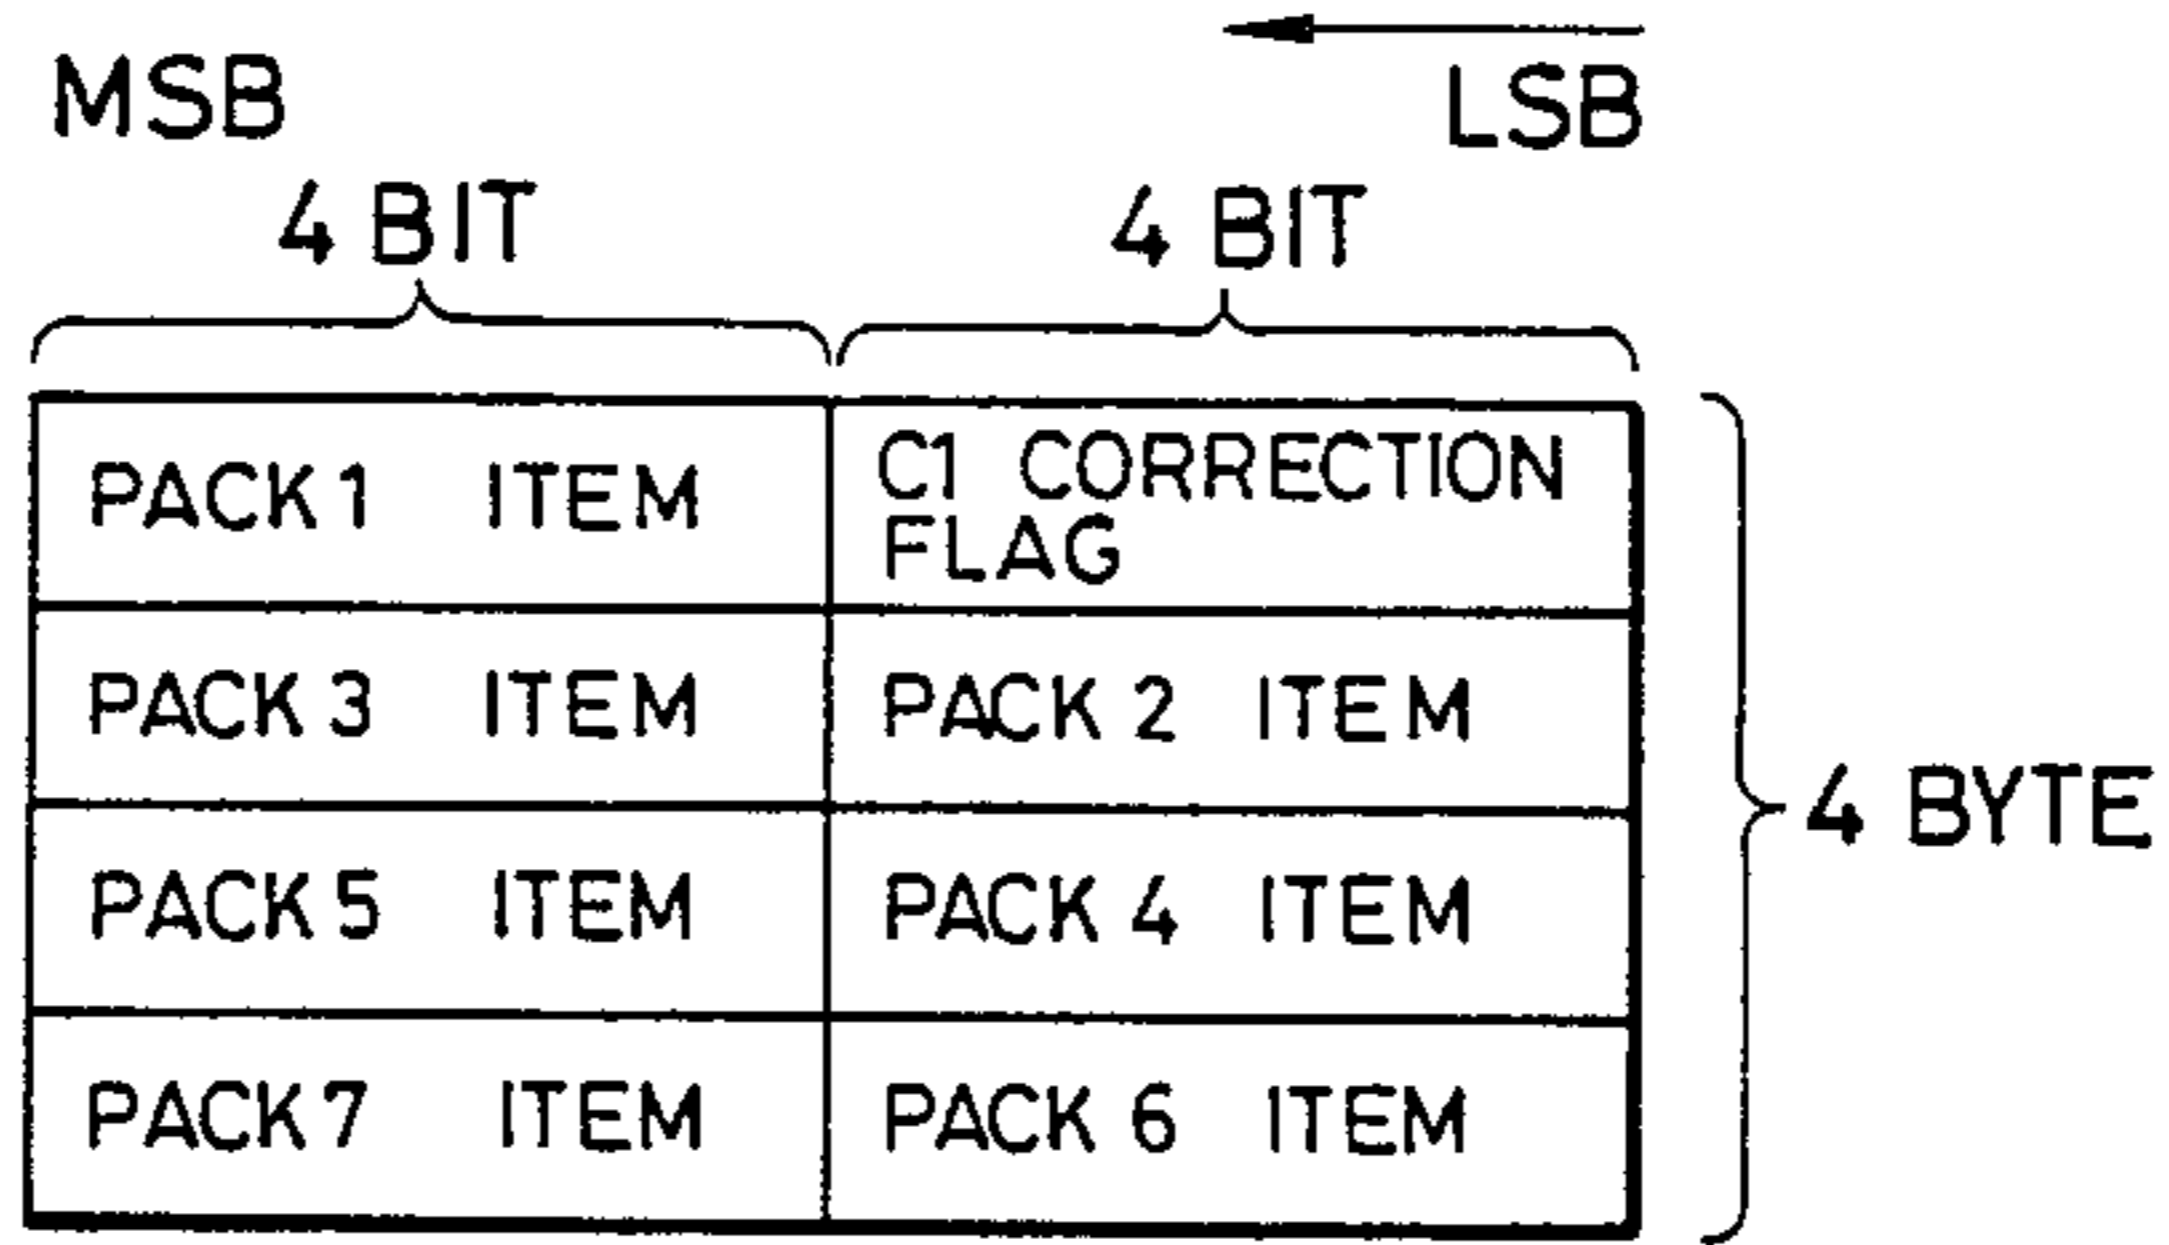 MSB
LSB
4 BIT
4 BIT
PACK 1 ITEM
C1 CORRECTION
FLAG
PACK 3 ITEM
PACK 2 ITEM
PACK 5 ITEM
PACK 4 ITEM
PACK 7 ITEM
PACK 6 ITEM
4 BYTE